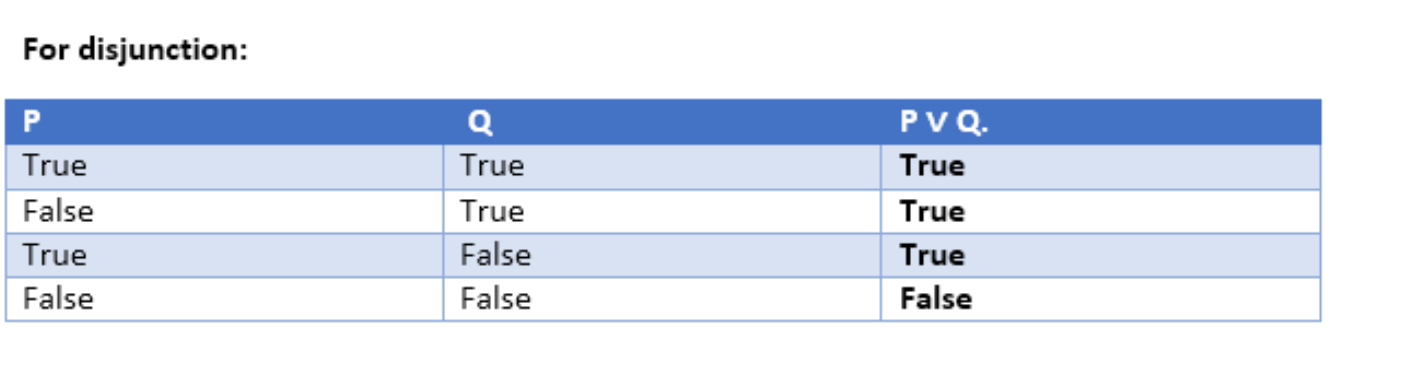 For disjunction:
P Q P V Q.
True True True
False True True
True False True
False False False